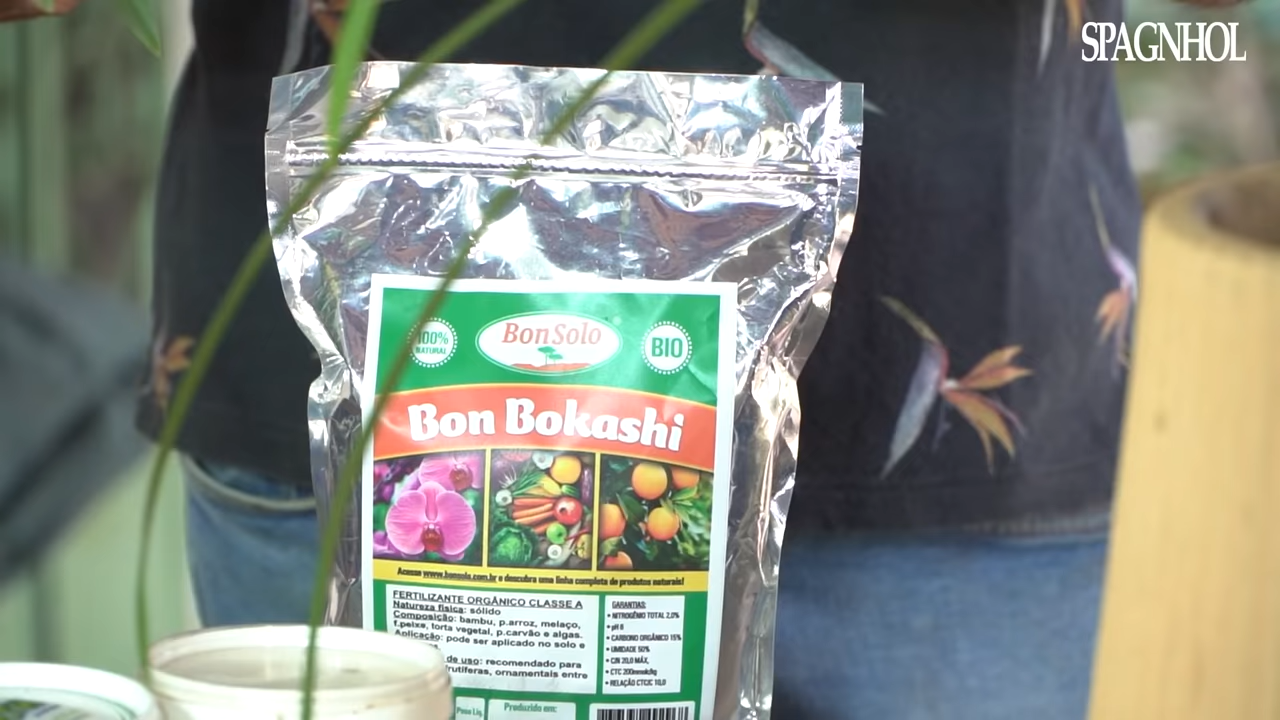 SPAGNHOL
100%
NATURAL
BonSolo
BIO
Bon Bokashi
Acesse www.bonsolo.com.br e descubra uma linha completa de produtos naturais!
FERTILIZANTE ORGÂNICO CLASSE A
Natureza física: sólido
Composição: bambu, p.arroz, melaço,
f.peixe, torta vegetal, p.carvão e algas.
Aplicação: pode ser aplicado no solo e
de uso: recomendado para
frutíferas, ornamentais entre
GARANTIAS:
• NITROGÊNIO TOTAL 2,0%
• pH 6
• CARBONO ORGÂNICO 15%
• UMIDADE 50%
• C/N 20,0 MÁX,
• CTC 200mmolc/kg
• RELAÇÃO CTC/C 10,0
Peso Líq.
Produzido em: